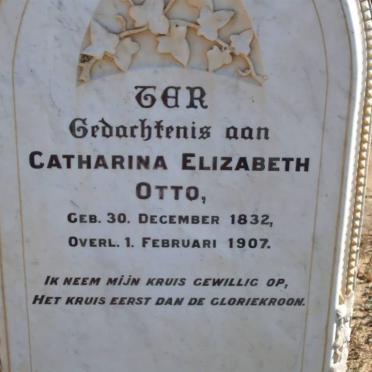 TER
Gedachtenis aan
CATHARINA ELIZABETH
OTTO,
GEB. 30. DECEMBER 1832,
OVERL. 1. FEBRUARI 1907.
IK NEEM MIJN KRUIS GEWILLIG OP,
HET KRUIS EERST DAN DE GLORIEKROON.